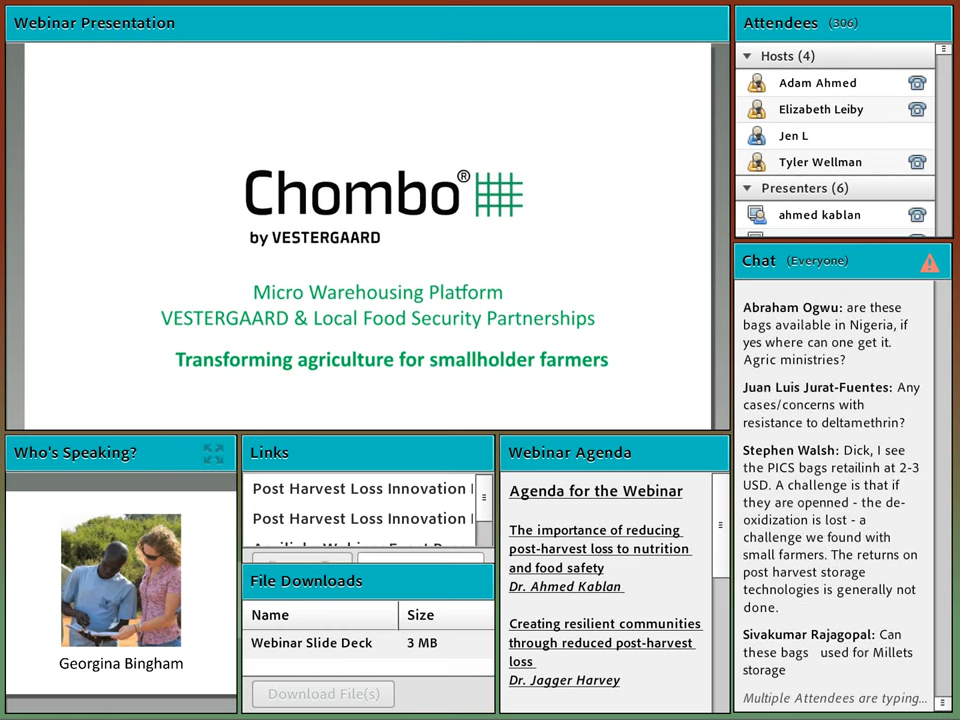 Webinar Presentation
Chombo®
by VESTERGAARD
Micro Warehousing Platform
VESTERGAARD & Local Food Security Partnerships
Transforming agriculture for smallholder farmers
Who's Speaking?
Georgina Bingham
Links
Post Harvest Loss Innovation
Post Harvest Loss Innovation
File Downloads
Name Size
Webinar Slide Deck 3 MB
Download File(s)
Webinar Agenda
Agenda for the Webinar
The importance of reducing
post-harvest loss to nutrition
and food safety
Dr. Ahmed Kablan
Creating resilient communities
through reduced post-harvest
loss
Dr. Jagger Harvey
Attendees (306)
Hosts (4)
Adam Ahmed
Elizabeth Leiby
Jen L
Tyler Wellman
Presenters (6)
ahmed kablan
Chat (Everyone)
Abraham Ogwu: are these
bags available in Nigeria, if
yes where can one get it.
Agric ministries?
Juan Luis Jurat-Fuentes: Any
cases/concerns with
resistance to deltamethrin?
Stephen Walsh: Dick, I see
the PICS bags retailinh at 2-3
USD. A challenge is that if
they are openned - the de-
oxidization is lost - a
challenge we found with
small farmers. The returns on
post harvest storage
technologies is generally not
done.
Sivakumar Rajagopal: Can
these bags used for Millets
storage
Multiple Attendees are typing...